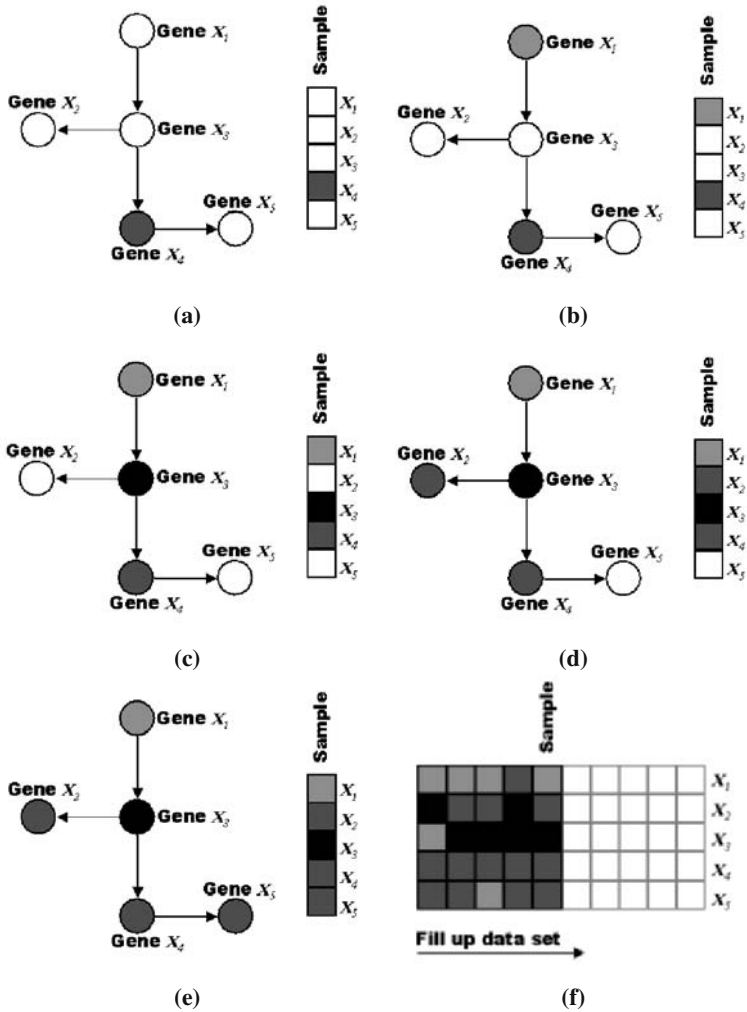 Gene X1
Sample
Gene X2
Gene X3
Gene X5
Gene X4
X1
X2
X3
X4
X5
(a)
Gene X1
Sample
Gene X2
Gene X3
Gene X5
Gene X4
X1
X2
X3
X4
X5
(b)
Gene X1
Sample
Gene X2
Gene X3
Gene X5
Gene X4
X1
X2
X3
X4
X5
(c)
Gene X1
Sample
Gene X2
Gene X3
Gene X5
Gene X4
X1
X2
X3
X4
X5
(d)
Gene X1
Sample
Gene X2
Gene X3
Gene X5
Gene X4
X1
X2
X3
X4
X5
(e)
Sample
X1
X2
X3
X4
X5
Fill up data set
(f)